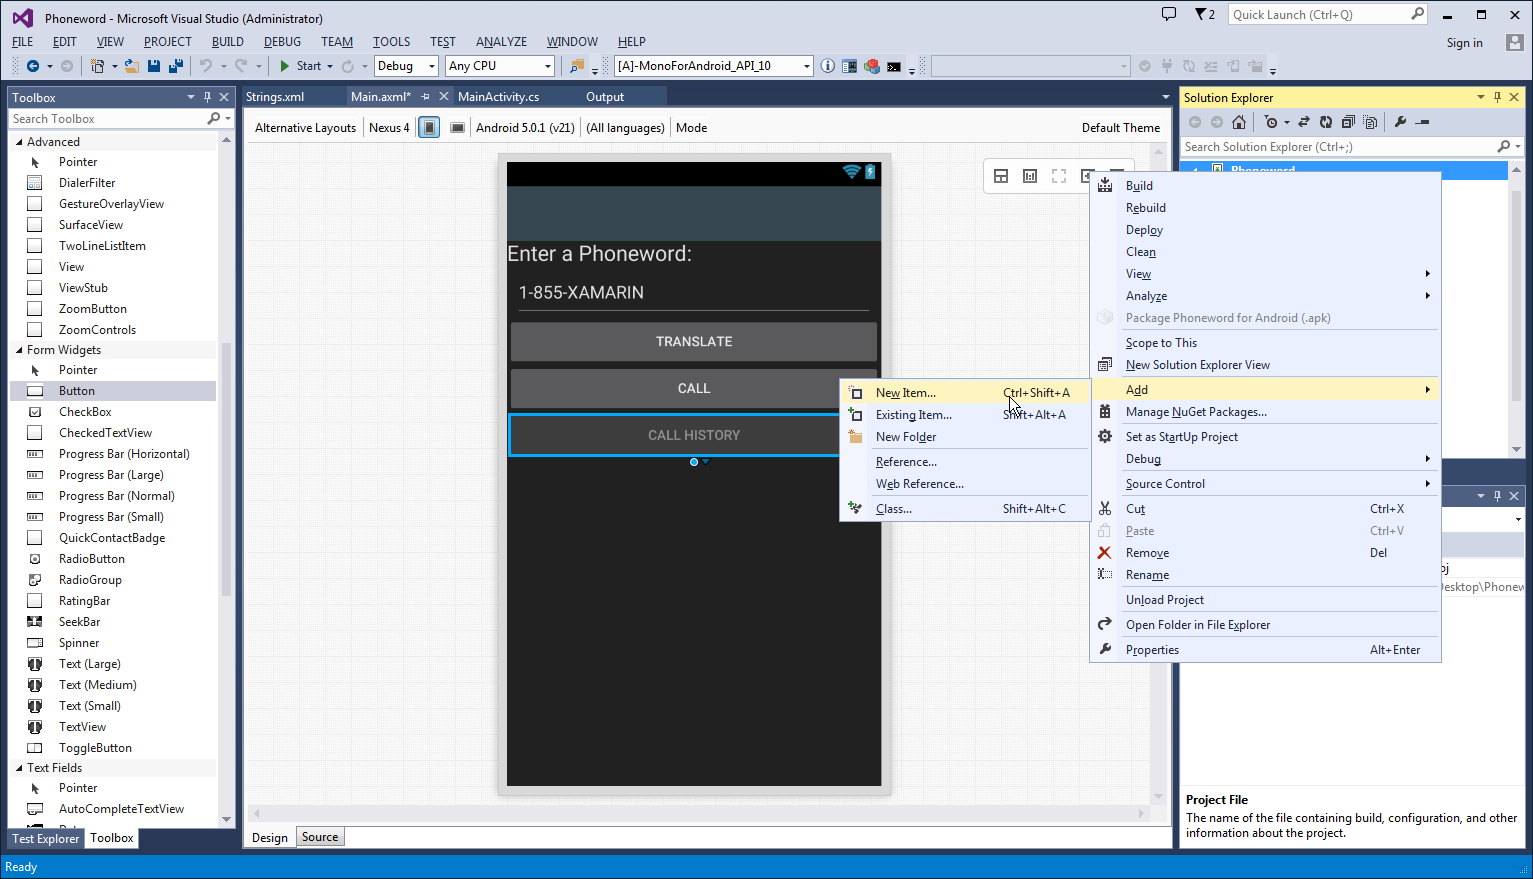 Phoneword - Microsoft Visual Studio (Administrator)
2
Quick Launch (Ctrl+Q)
FILE EDIT VIEW PROJECT BUILD DEBUG TEAM TOOLS TEST ANALYZE WINDOW HELP
Sign in
Start Debug Any CPU [A]-MonoForAndroid_API_10
Toolbox
Search Toolbox
Advanced
Pointer
DialerFilter
GestureOverlayView
SurfaceView
TwoLineListItem
View
ViewStub
ZoomButton
ZoomControls
Form Widgets
Pointer
Button
CheckBox
CheckedTextView
Progress Bar (Horizontal)
Progress Bar (Large)
Progress Bar (Normal)
Progress Bar (Small)
QuickContactBadge
RadioButton
RadioGroup
RatingBar
SeekBar
Spinner
Text (Large)
Text (Medium)
Text (Small)
TextView
ToggleButton
Text Fields
Pointer
AutoCompleteTextView
Test Explorer Toolbox
Strings.xml Main.axml* MainActivity.cs Output
Alternative Layouts Nexus 4 Android 5.0.1 (v21) (All languages) Mode Default Theme
Enter a Phoneword:
1-855-XAMARIN
TRANSLATE
CALL
CALL HISTORY
Design Source
New Item... Ctrl+Shift+A
Existing Item... Shift+Alt+A
New Folder
Reference...
Web Reference...
Class... Shift+Alt+C
Solution Explorer
Search Solution Explorer (Ctrl+;)
Phoneword
Build
Rebuild
Deploy
Clean
View
Analyze
Package Phoneword for Android (.apk)
Scope to This
New Solution Explorer View
Add
Manage NuGet Packages...
Set as StartUp Project
Debug
Source Control
Cut Ctrl+X
Paste Ctrl+V
Remove Del
Rename
Unload Project
Open Folder in File Explorer
Properties Alt+Enter
oj
esktop\Phonew
Project File
The name of the file containing build, configuration, and other
information about the project.
Ready